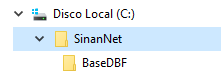 Disco Local (C:)
SinanNet
BaseDBF